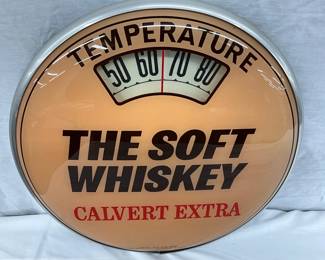 TEMPERATURE
50 60 70 80
THE SOFT
WHISKEY
CALVERT EXTRA